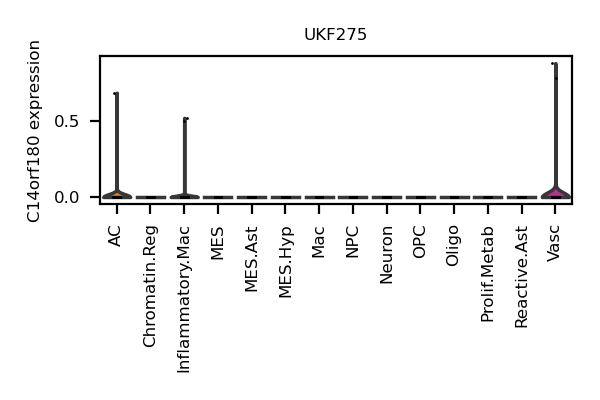 UKF275
C14orf180 expression
0.5
0.0
AC
Chromatin.Reg
Inflammatory.Mac
MES
MES.Ast
MES.Hyp
Mac
NPC
Neuron
OPC
Oligo
Prolif.Metab
Reactive.Ast
Vasc